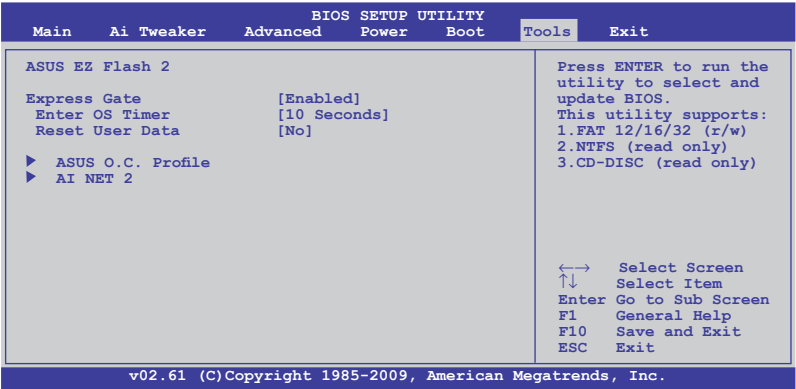 BIOS SETUP UTILITY
Main Ai Tweaker Advanced Power Boot Tools Exit
ASUS EZ Flash 2
Express Gate [Enabled]
Enter OS Timer [10 Seconds]
Reset User Data [No]
ASUS O.C. Profile
AI NET 2
Press ENTER to run the
utility to select and
update BIOS.
This utility supports:
1.FAT 12/16/32 (r/w)
2.NTFS (read only)
3.CD-DISC (read only)
←→ Select Screen
↑↓ Select Item
Enter Go to Sub Screen
F1 General Help
F10 Save and Exit
ESC Exit
v02.61 (C)Copyright 1985-2009, American Megatrends, Inc.